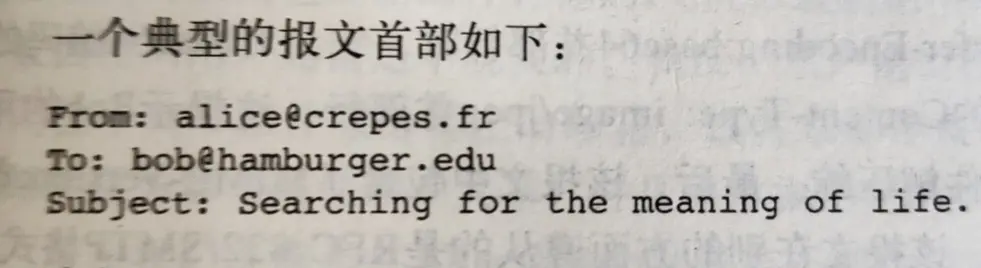 一个典型的报文首部如下：
From: alice@crepes.fr
To: bob@hamburger.edu
Subject: Searching for the meaning of life.